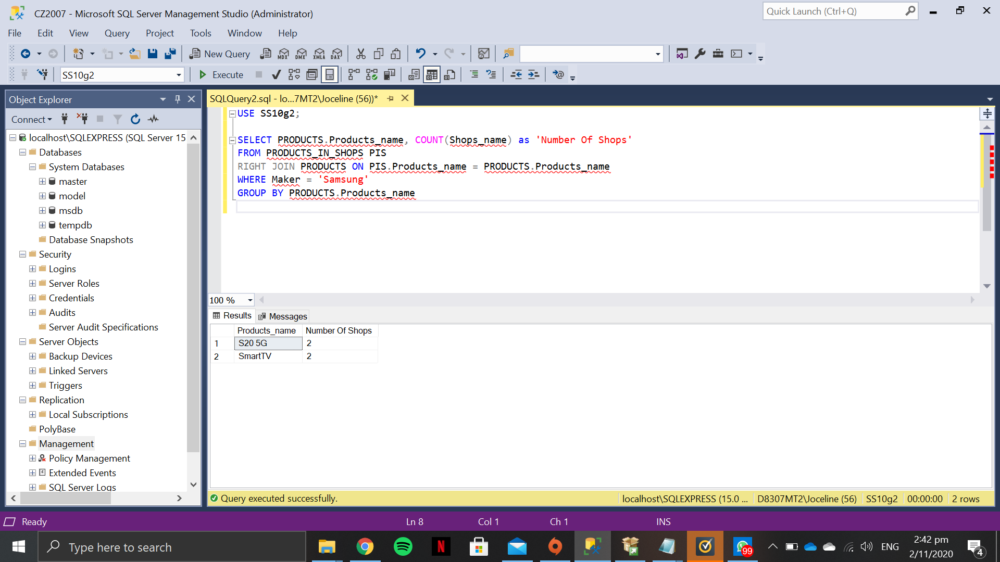 CZ2007 - Microsoft SQL Server Management Studio (Administrator)
Quick Launch (Ctrl+Q)
File Edit View Query Project Tools Window Help
New Query MDX DMX XMLA DAX
SS10g2 Execute
Object Explorer
SQLQuery2.sql - lo...7MT2\Joceline (56))*
Connect
localhost\SQLEXPRESS (SQL Server 15
Databases
System Databases
master
model
msdb
tempdb
Database Snapshots
Security
Logins
Server Roles
Credentials
Audits
Server Audit Specifications
Server Objects
Backup Devices
Linked Servers
Triggers
Replication
Local Subscriptions
PolyBase
Management
Policy Management
Extended Events
SQL Server Logs
USE SS10g2;
SELECT PRODUCTS.Products_name, COUNT(Shops_name) as 'Number Of Shops'
FROM PRODUCTS_IN_SHOPS PIS
RIGHT JOIN PRODUCTS ON PIS.Products_name = PRODUCTS.Products_name
WHERE Maker = 'Samsung'
GROUP BY PRODUCTS.Products_name
100 %
Results Messages
Products_name Number Of Shops
1 S20 5G 2
2 SmartTV 2
Query executed successfully. localhost\SQLEXPRESS (15.0 ... D8307MT2\Joceline (56) SS10g2 00:00:00 2 rows
Ready Ln 8 Col 1 Ch 1 INS
Type here to search
N
99
ENG
2:42 pm
2/11/2020
4